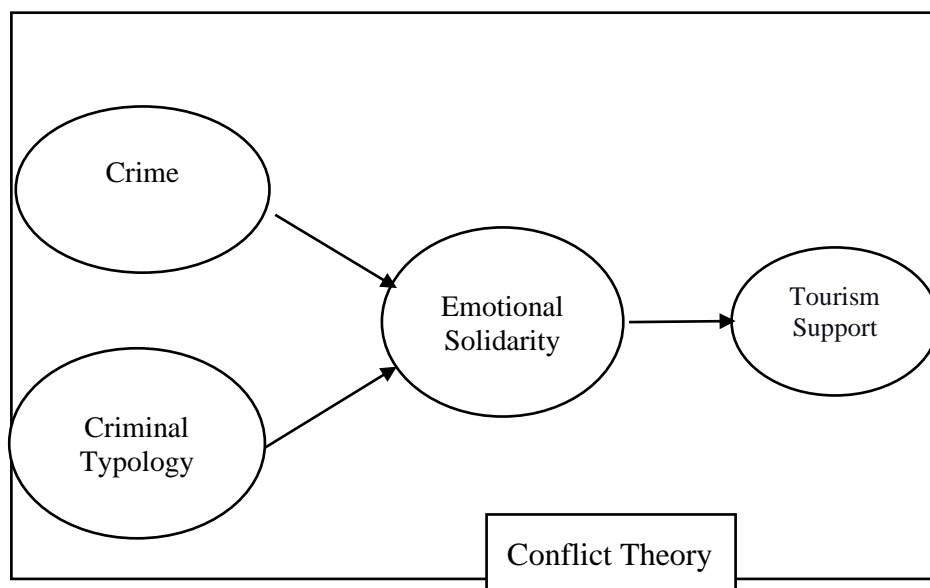 Crime
Emotional
Solidarity
Tourism
Support
Criminal
Typology
Conflict Theory